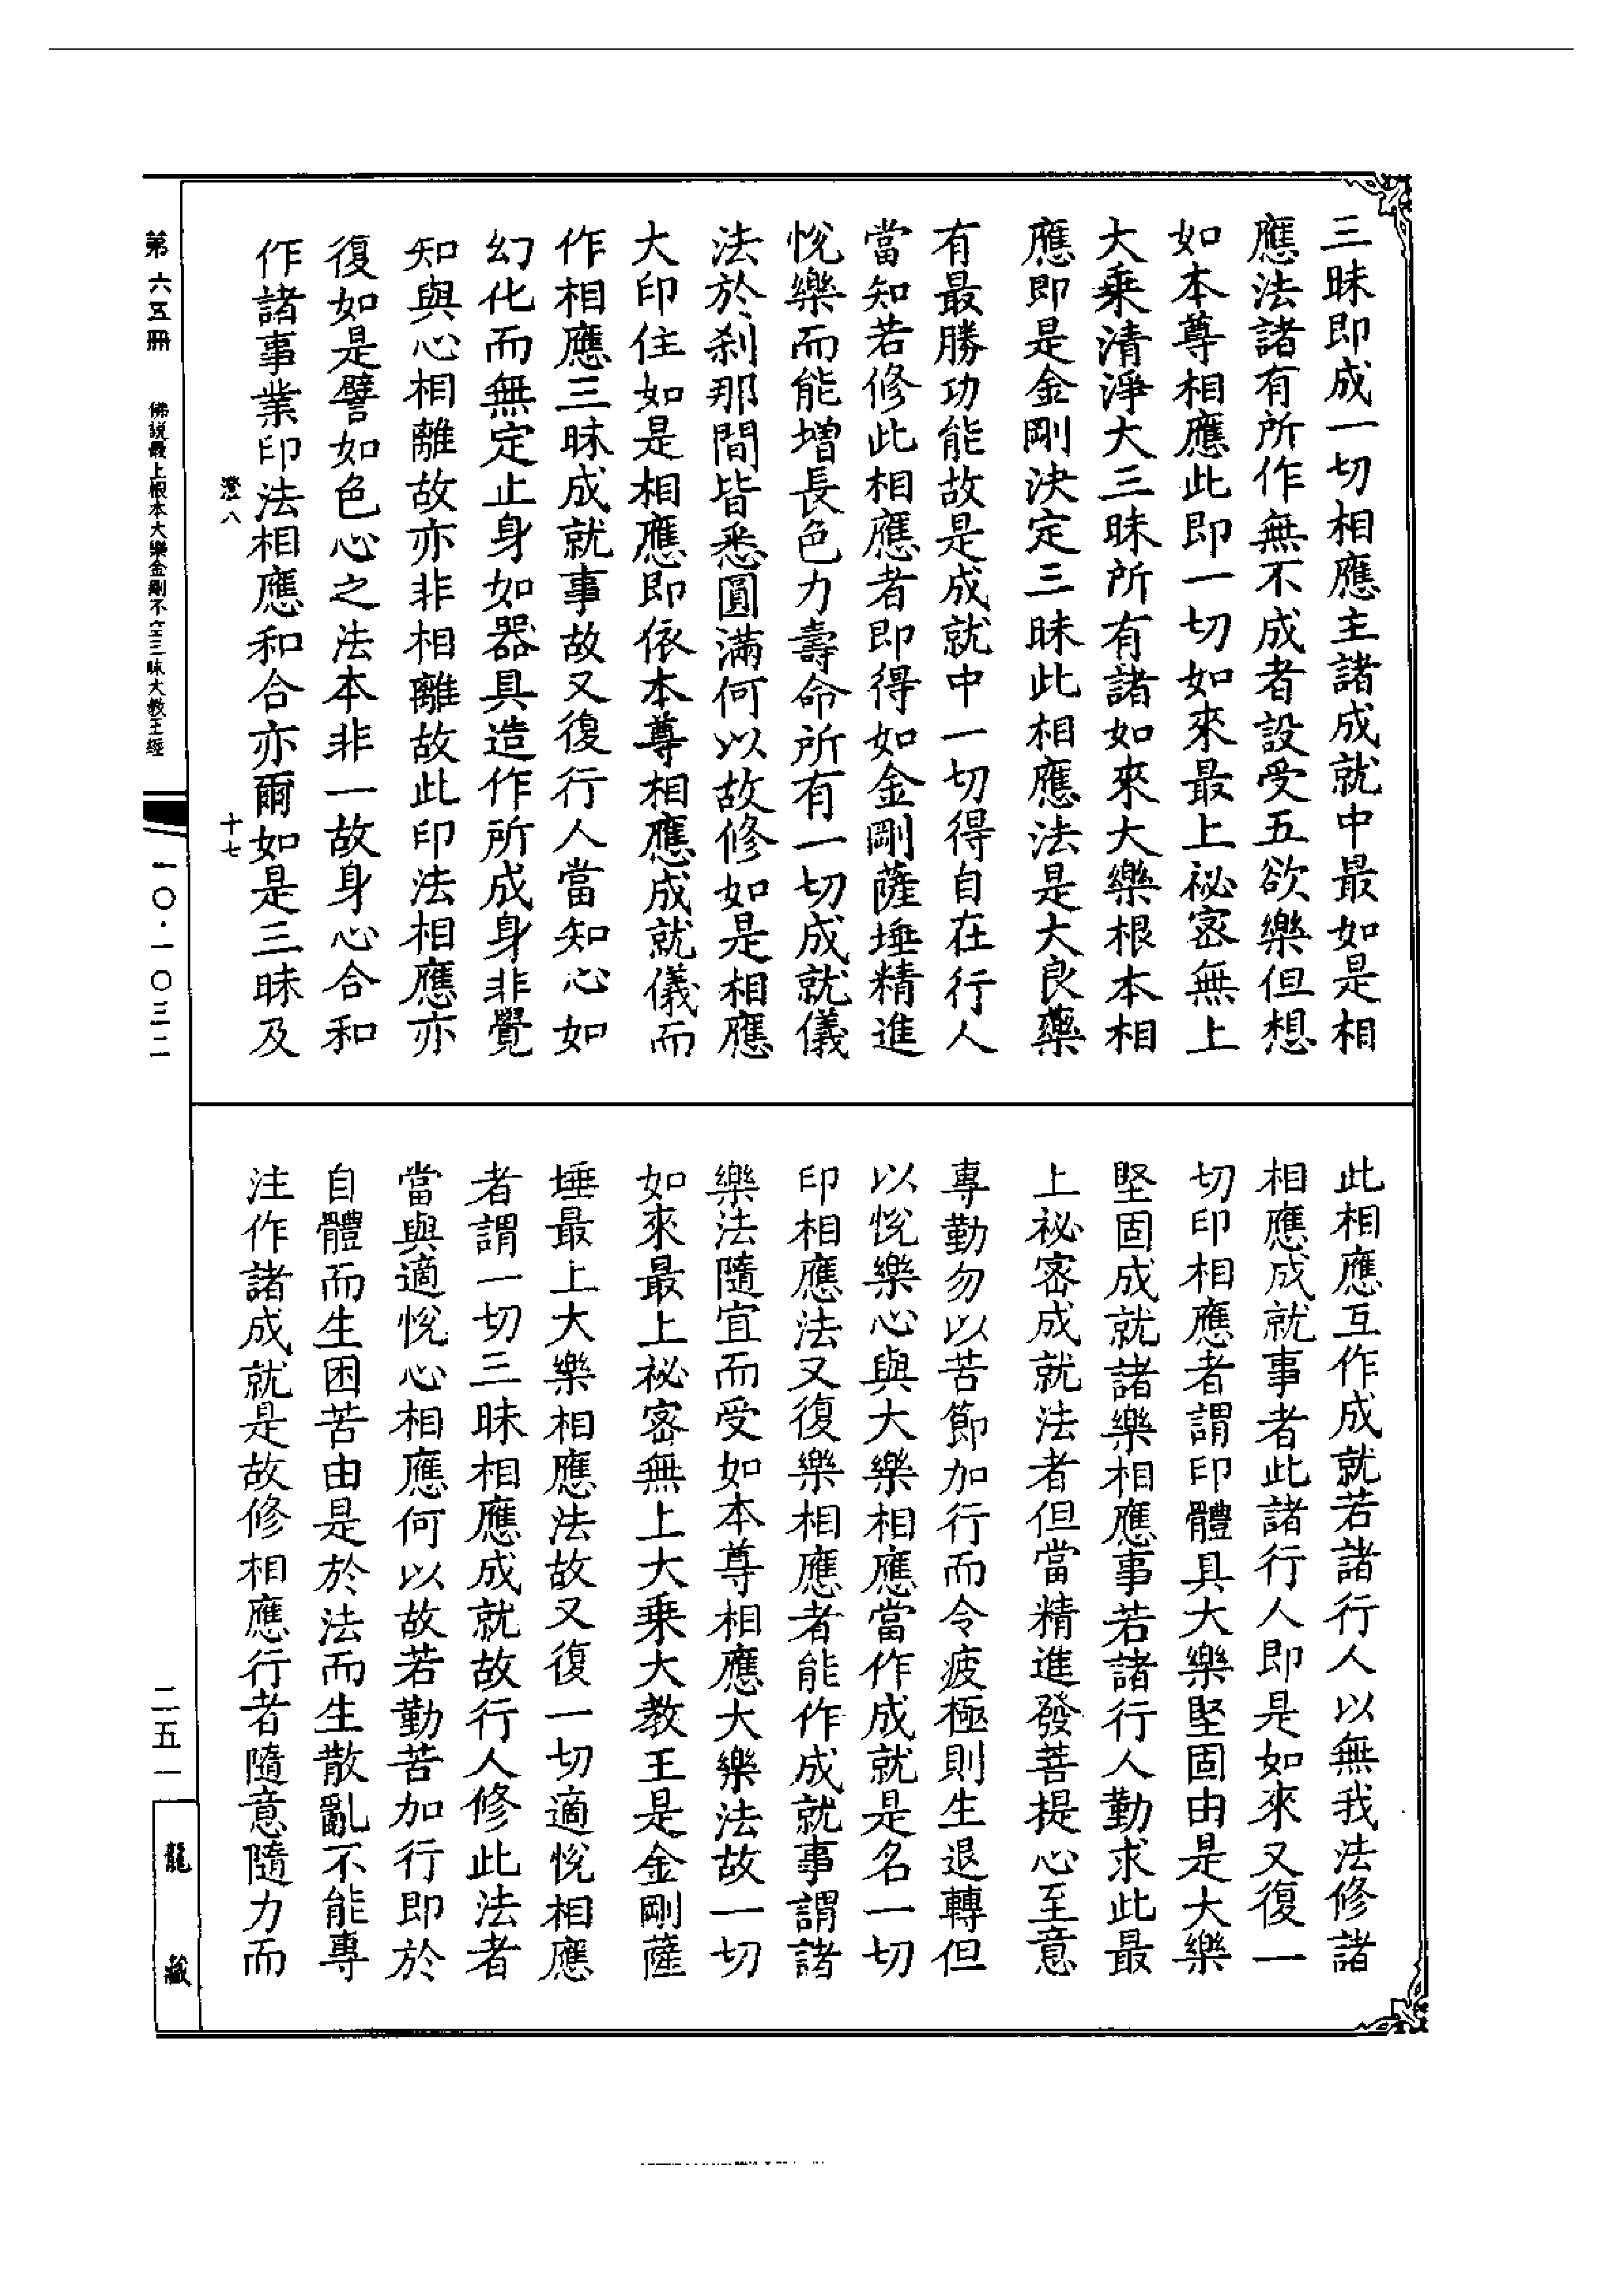 三昧即成一切相應主諸成就中最如是相
應法諸有所作無不成者設受五欲樂但想
如本尊相應此即一切如來最上祕密無上
大乘清淨大三昧所有諸如來大樂根本相
應即是金剛決定三昧此相應法是大良藥
有最勝功能故是成就中一切得自在行人
當知若修此相應者即得如金剛薩埵精進
悅樂而能增長色力壽命所有一切成就儀
法於剎那間皆悉圓滿何以故修如是相應
大印住如是相應即依本尊相應成就儀而
作相應三昧成就事故又復行人當知心如
幻化而無定止身如器具造作所成身非覺
知與心相離故亦非相離故此印法相應亦
復如是譬如色心之法本非一故身心合和
作諸事業印法相應和合亦爾如是三昧及
澄八 十七
此相應互作成就若諸行人以無我法修諸
相應成就事者此諸行人即是如來又復一
切印相應者謂印體具大樂堅固由是大樂
堅固成就諸樂相應事若諸行人勤求此最
上祕密成就法者但當精進發菩提心至意
專勤勿以苦節加行而令疲極則生退轉但
以悅樂心與大樂相應當作成就是名一切
印相應法又復樂相應者能作成就事謂諸
樂法隨宜而受如本尊相應大樂法故一切
如來最上祕密無上大乘大教王是金剛薩
埵最上大樂相應法故又復一切適悅相應
者謂一切三昧相應成就故行人修此法者
當與適悅心相應何以故若勤苦加行即於
自體而生困苦由是於法而生散亂不能專
注作諸成就是故修相應行者隨意隨力而
第六五冊 佛說最上根本大樂金剛不空三昧大教王經 一〇·一〇三二 二五一 龍藏